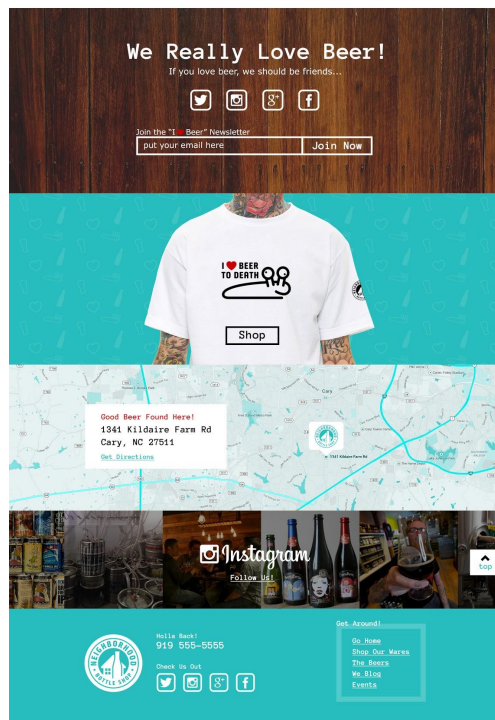 We Really Love Beer!
If you love beer, we should be friends...
Join the "I ❤ Beer" Newsletter
put your email here
Join Now
I ❤ BEER
TO DEATH
Shop
Cary
Good Beer Found Here!
1341 Kildaire Farm Rd
Cary, NC 27511
Get Directions
1341 Kildaire Farm Rd
Instagram
Follow Us!
top
Get Around!
Holla Back!
919 555-5555
NEIGHBORHOOD
BOTTLE SHOP
Check Us Out
Go Home
Shop Our Wares
The Beers
We Blog
Events